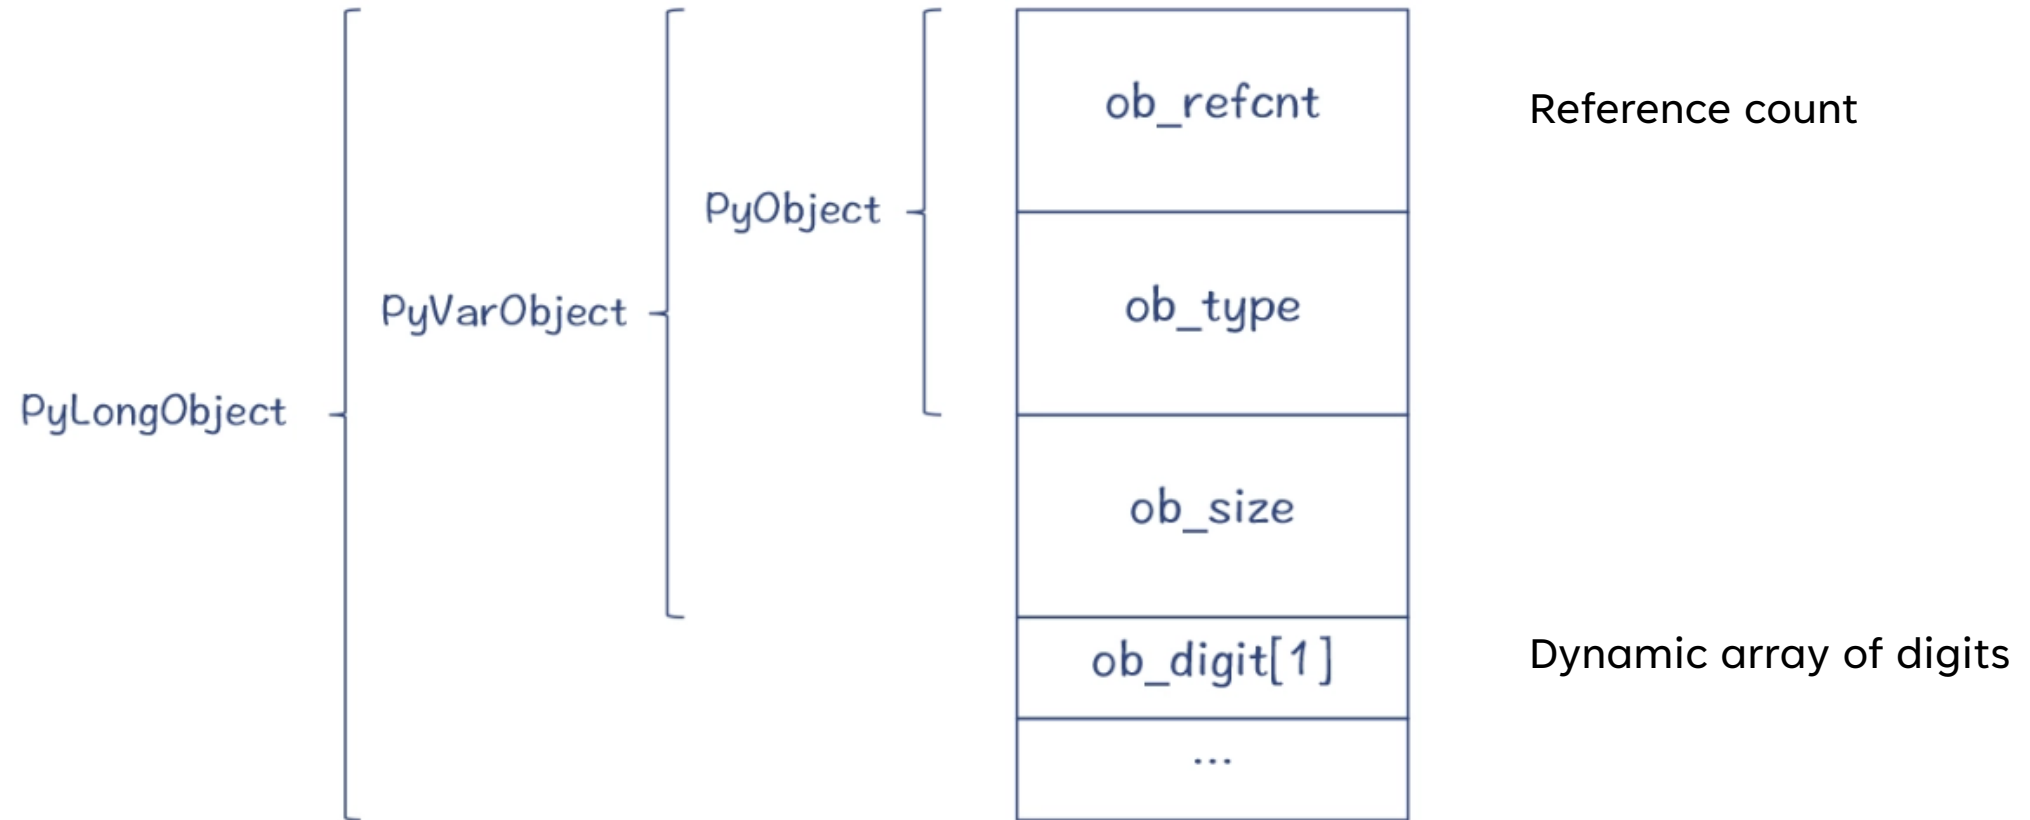 ob_refcnt
Reference count
PyObject
ob_type
PyVarObject
PyLongObject
ob_size
ob_digit[1]
Dynamic array of digits
...